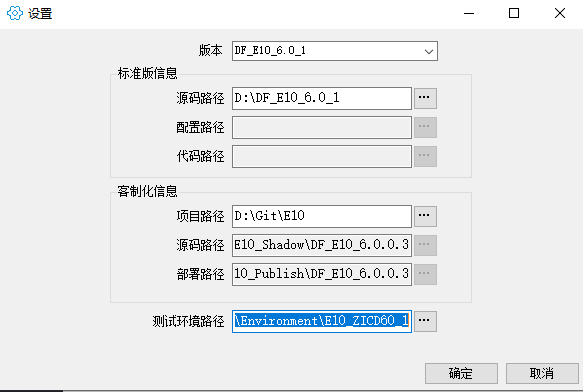 设置
版本 DF_E10_6.0_1
标准版信息
源码路径 D:\DF_E10_6.0_1 ...
配置路径 ...
代码路径 ...
客制化信息
项目路径 D:\Git\E10 ...
源码路径 E10_Shadow\DF_E10_6.0.0.3 ...
部署路径 10_Publish\DF_E10_6.0.0.3 ...
测试环境路径 \Environment\E10_ZICD60_1 ...
确定 取消